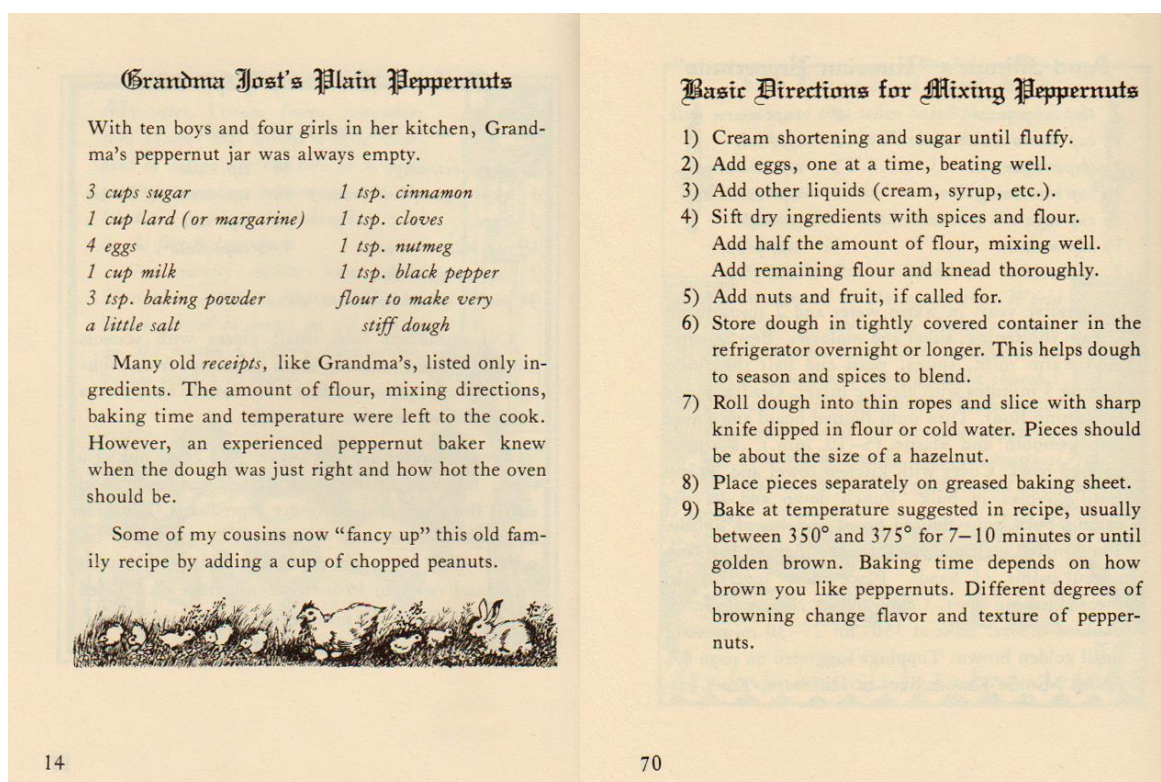 Grandma Jost's Plain Peppernuts
With ten boys and four girls in her kitchen, Grand-
ma's peppernut jar was always empty.
3 cups sugar
1 cup lard (or margarine)
4 eggs
1 cup milk
3 tsp. baking powder
a little salt
1 tsp. cinnamon
1 tsp. cloves
1 tsp. nutmeg
1 tsp. black pepper
flour to make very
stiff dough
Many old receipts, like Grandma's, listed only in-
gredients. The amount of flour, mixing directions,
baking time and temperature were left to the cook.
However, an experienced peppernut baker knew
when the dough was just right and how hot the oven
should be.
Some of my cousins now "fancy up" this old fam-
ily recipe by adding a cup of chopped peanuts.
14
Basic Directions for Mixing Peppernuts
1) Cream shortening and sugar until fluffy.
2) Add eggs, one at a time, beating well.
3) Add other liquids (cream, syrup, etc.).
4) Sift dry ingredients with spices and flour.
Add half the amount of flour, mixing well.
Add remaining flour and knead thoroughly.
5) Add nuts and fruit, if called for.
6) Store dough in tightly covered container in the
refrigerator overnight or longer. This helps dough
to season and spices to blend.
7) Roll dough into thin ropes and slice with sharp
knife dipped in flour or cold water. Pieces should
be about the size of a hazelnut.
8) Place pieces separately on greased baking sheet.
9) Bake at temperature suggested in recipe, usually
between 350° and 375° for 7–10 minutes or until
golden brown. Baking time depends on how
brown you like peppernuts. Different degrees of
browning change flavor and texture of pepper-
nuts.
70